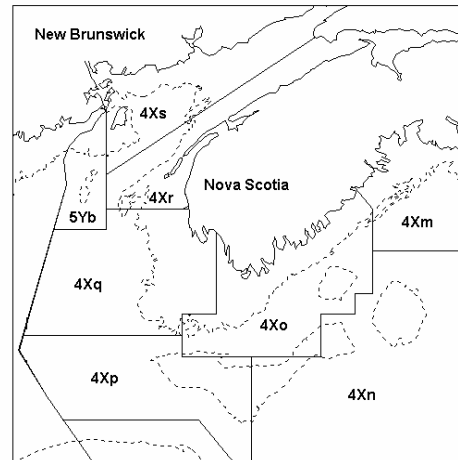 New Brunswick
4Xs
Nova Scotia
4Xr
5Yb
4Xm
4Xq
4Xo
4Xp
4Xn